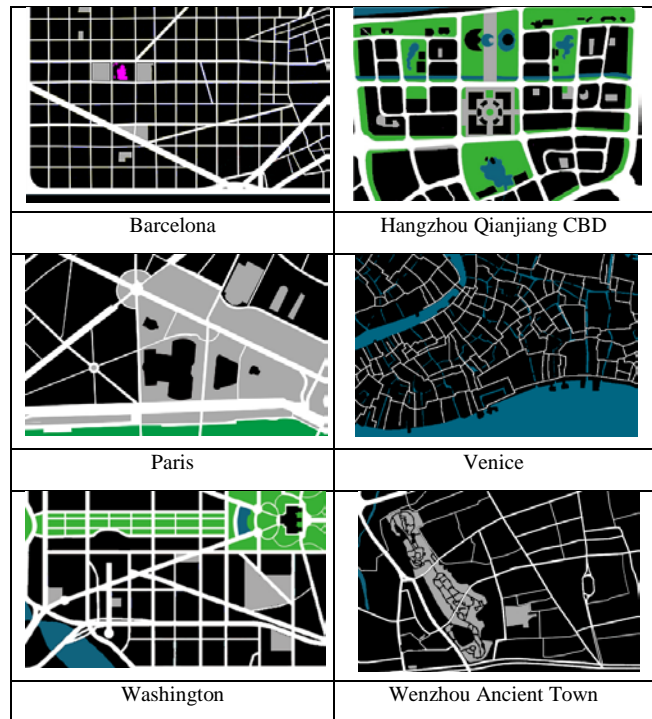 Barcelona
Hangzhou Qianjiang CBD
Paris
Venice
Washington
Wenzhou Ancient Town